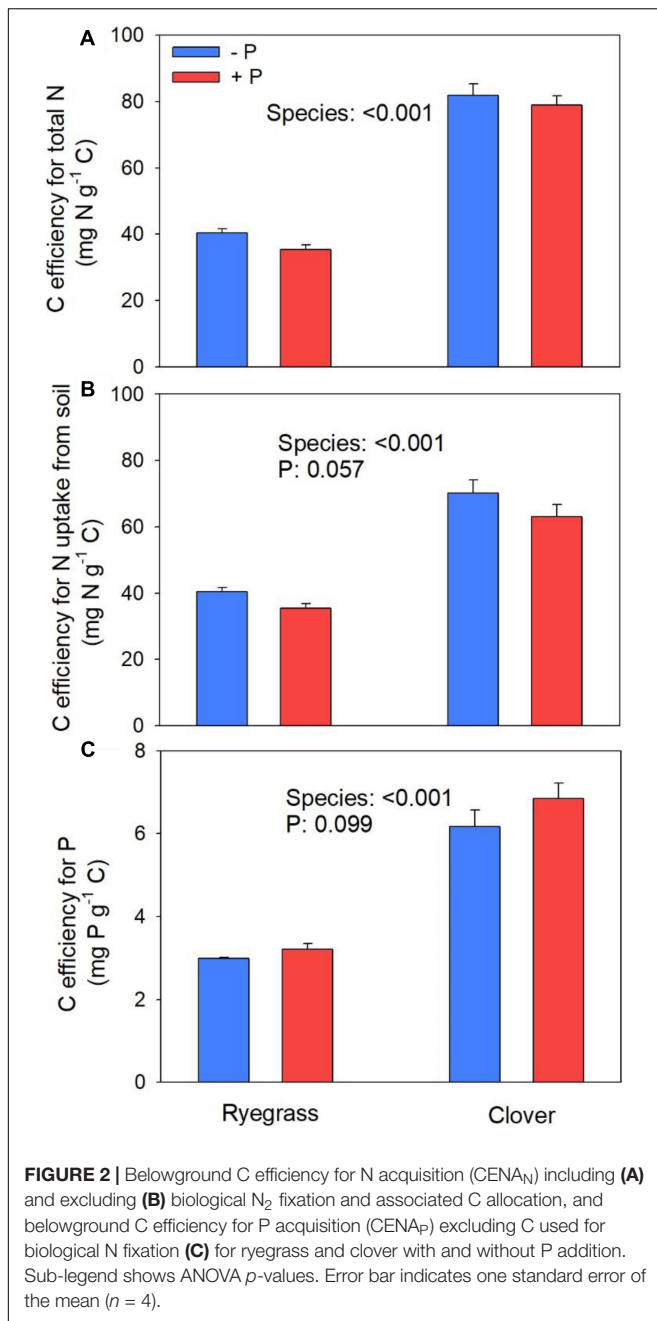 A
100
80
60
40
20
0
C efficiency for total N
(mg N g⁻¹ C)
- P
+ P
Species: <0.001
B
100
80
60
40
20
0
C efficiency for N uptake from soil
(mg N g⁻¹ C)
Species: <0.001
P: 0.057
C
8
6
4
2
0
C efficiency for P
(mg P g⁻¹ C)
Species: <0.001
P: 0.099
Ryegrass
Clover
FIGURE 2 | Belowground C efficiency for N acquisition (CENA_N) including (A)
and excluding (B) biological N₂ fixation and associated C allocation, and
belowground C efficiency for P acquisition (CENA_P) excluding C used for
biological N fixation (C) for ryegrass and clover with and without P addition.
Sub-legend shows ANOVA p-values. Error bar indicates one standard error of
the mean (n = 4).